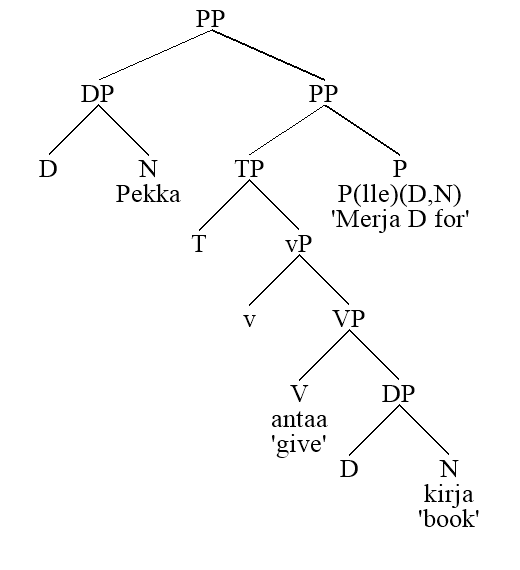 PP
DP PP
D N TP P
Pekka P(lle)(D,N)
'Merja D for'
T vP
v VP
V DP
antaa
'give'
D N
kirja
'book'